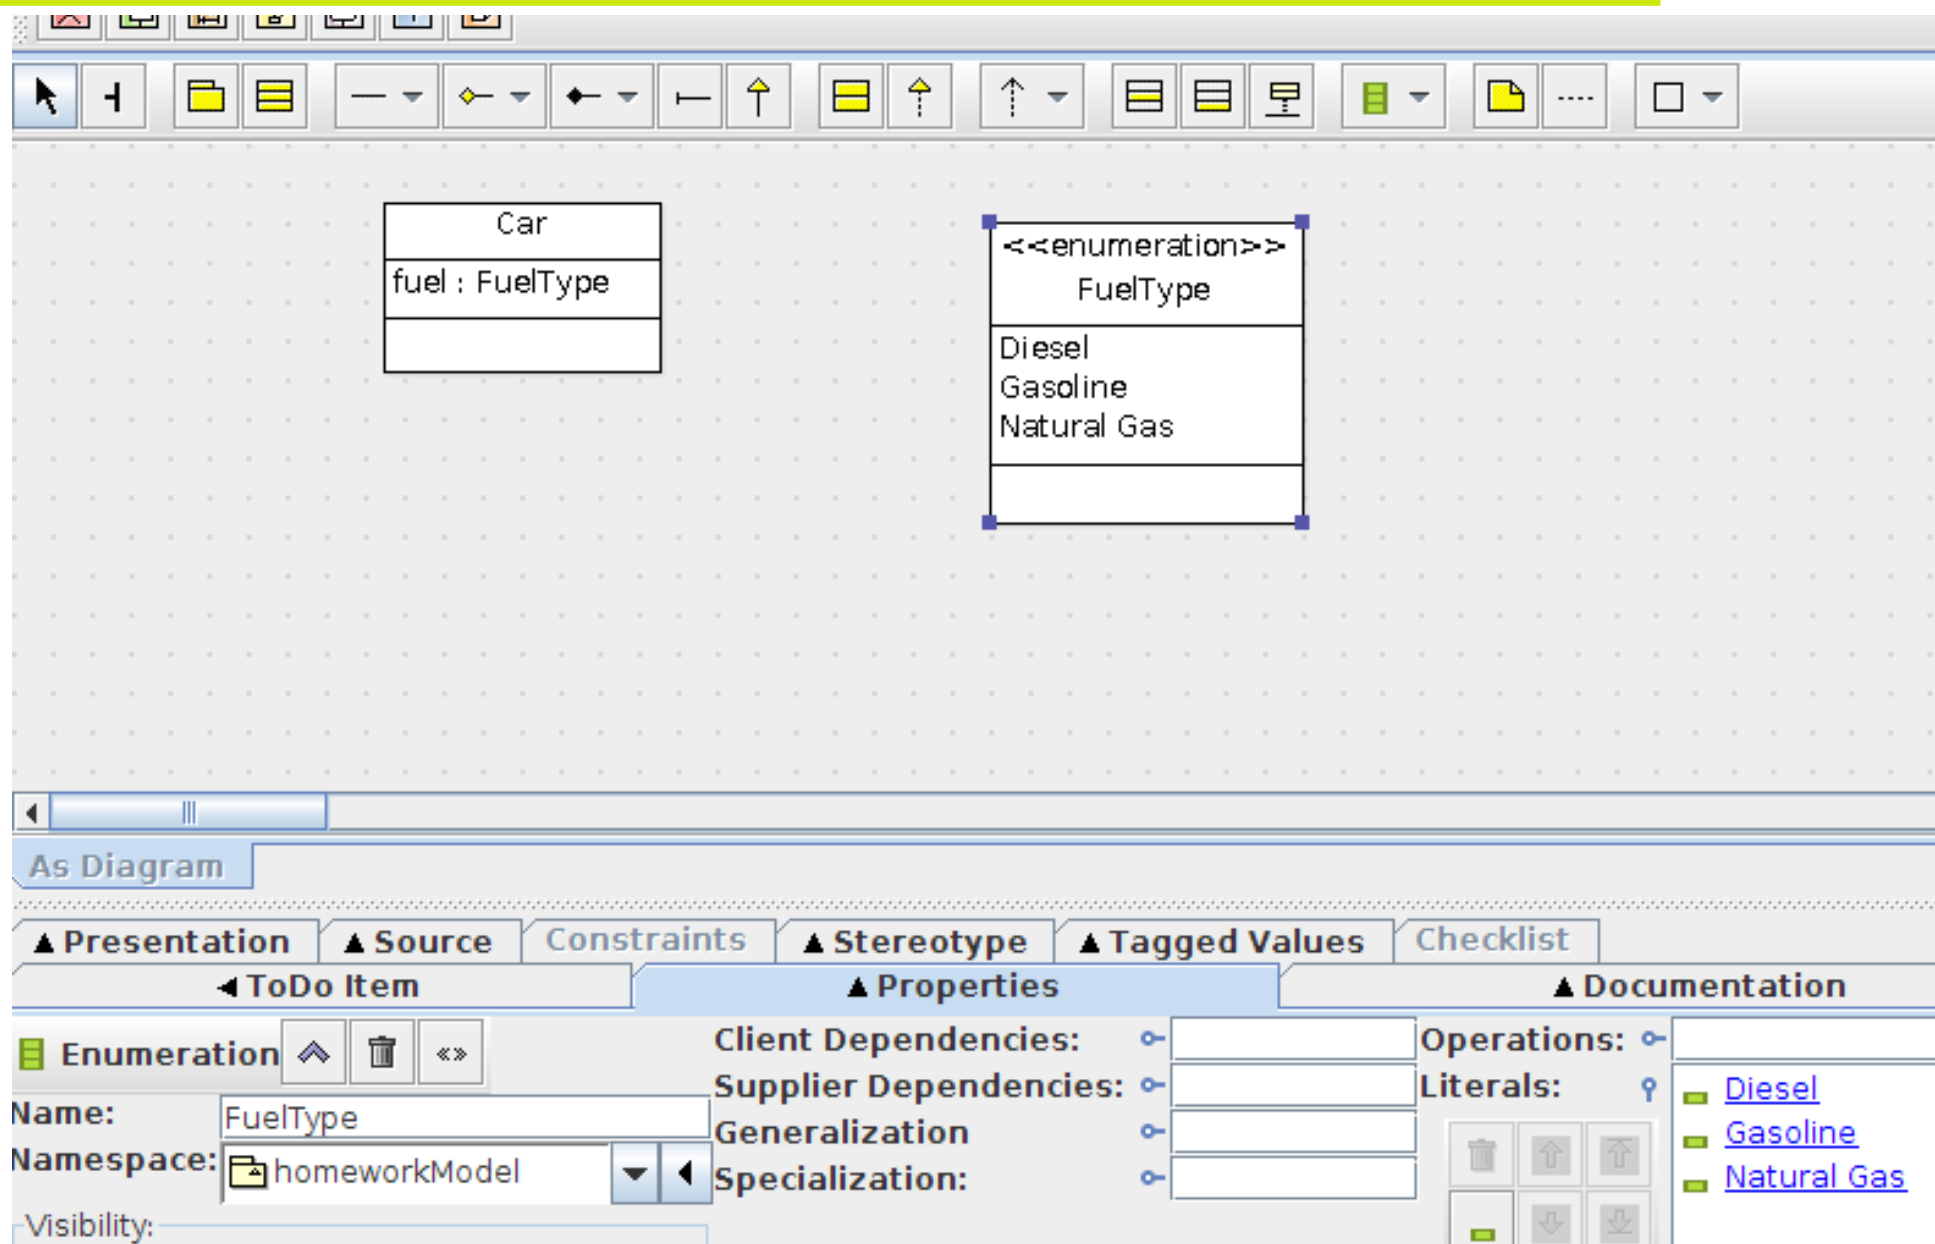 Car
fuel : FuelType
<<enumeration>>
FuelType
Diesel
Gasoline
Natural Gas
As Diagram
Presentation Source Constraints Stereotype Tagged Values Checklist
ToDo Item Properties Documentation
Enumeration «»
Name: FuelType
Namespace: homeworkModel
Visibility:
Client Dependencies:
Supplier Dependencies:
Generalization
Specialization:
Operations:
Literals:
Diesel
Gasoline
Natural Gas